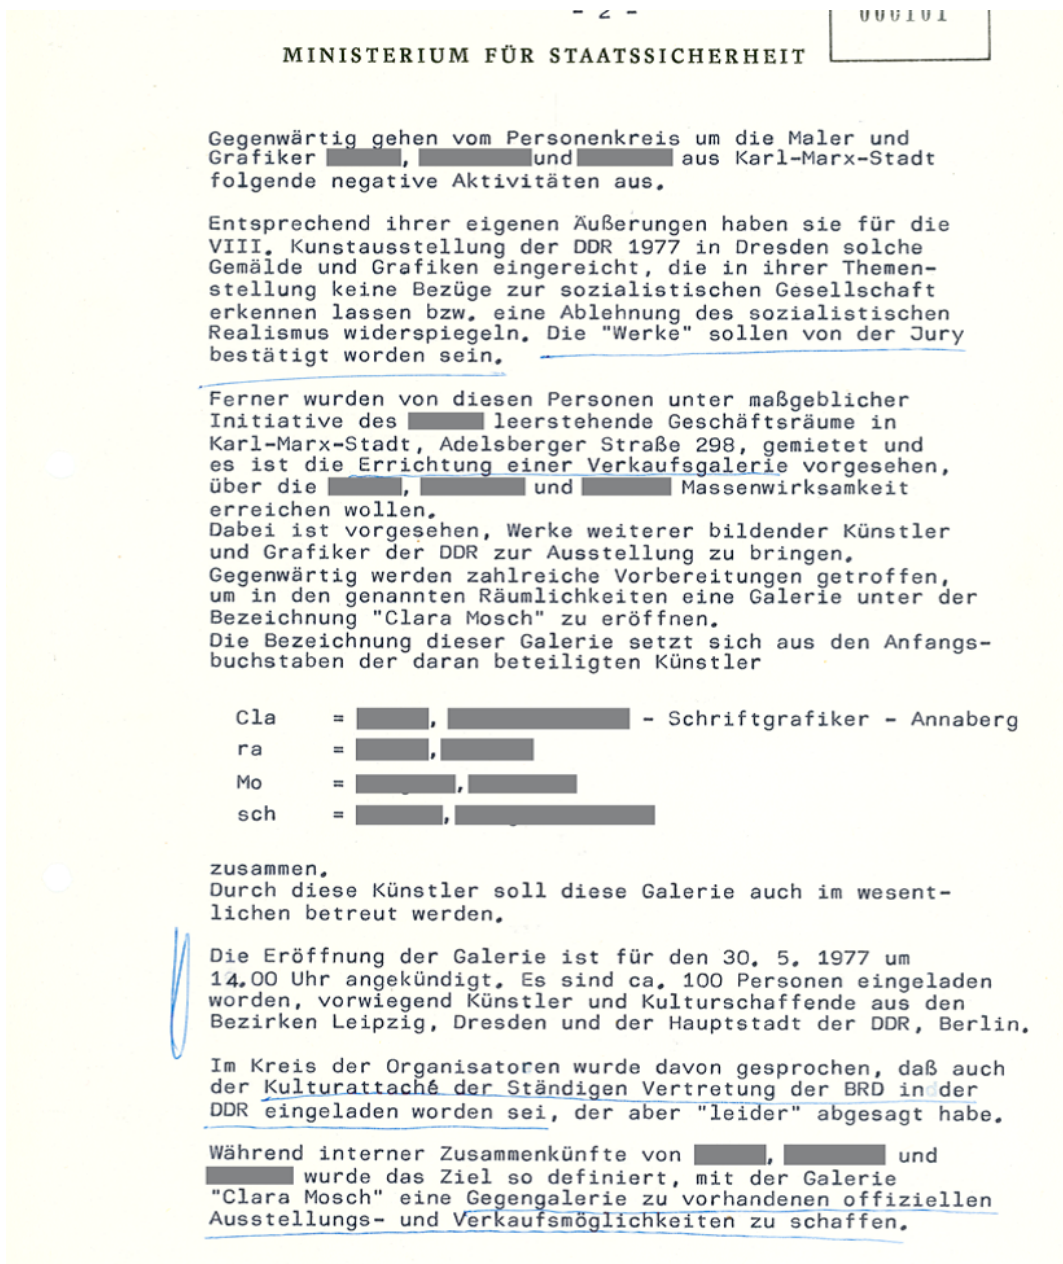 - 2 -
000101
MINISTERIUM FÜR STAATSSICHERHEIT
Gegenwärtig gehen vom Personenkreis um die Maler und
Grafiker , und aus Karl-Marx-Stadt
folgende negative Aktivitäten aus.
Entsprechend ihrer eigenen Äußerungen haben sie für die
VIII. Kunstausstellung der DDR 1977 in Dresden solche
Gemälde und Grafiken eingereicht, die in ihrer Themen-
stellung keine Bezüge zur sozialistischen Gesellschaft
erkennen lassen bzw. eine Ablehnung des sozialistischen
Realismus widerspiegeln. Die "Werke" sollen von der Jury
bestätigt worden sein.
Ferner wurden von diesen Personen unter maßgeblicher
Initiative des leerstehende Geschäftsräume in
Karl-Marx-Stadt, Adelsberger Straße 298, gemietet und
es ist die Errichtung einer Verkaufsgalerie vorgesehen,
über die , und Massenwirksamkeit
erreichen wollen.
Dabei ist vorgesehen, Werke weiterer bildender Künstler
und Grafiker der DDR zur Ausstellung zu bringen.
Gegenwärtig werden zahlreiche Vorbereitungen getroffen,
um in den genannten Räumlichkeiten eine Galerie unter der
Bezeichnung "Clara Mosch" zu eröffnen.
Die Bezeichnung dieser Galerie setzt sich aus den Anfangs-
buchstaben der daran beteiligten Künstler
Cla = , - Schriftgrafiker - Annaberg
ra = ,
Mo = ,
sch = ,
zusammen.
Durch diese Künstler soll diese Galerie auch im wesent-
lichen betreut werden.
Die Eröffnung der Galerie ist für den 30. 5. 1977 um
14.00 Uhr angekündigt. Es sind ca. 100 Personen eingeladen
worden, vorwiegend Künstler und Kulturschaffende aus den
Bezirken Leipzig, Dresden und der Hauptstadt der DDR, Berlin.
Im Kreis der Organisatoren wurde davon gesprochen, daß auch
der Kulturattaché der Ständigen Vertretung der BRD in der
DDR eingeladen worden sei, der aber "leider" abgesagt habe.
Während interner Zusammenkünfte von , und
wurde das Ziel so definiert, mit der Galerie
"Clara Mosch" eine Gegengalerie zu vorhandenen offiziellen
Ausstellungs- und Verkaufsmöglichkeiten zu schaffen.